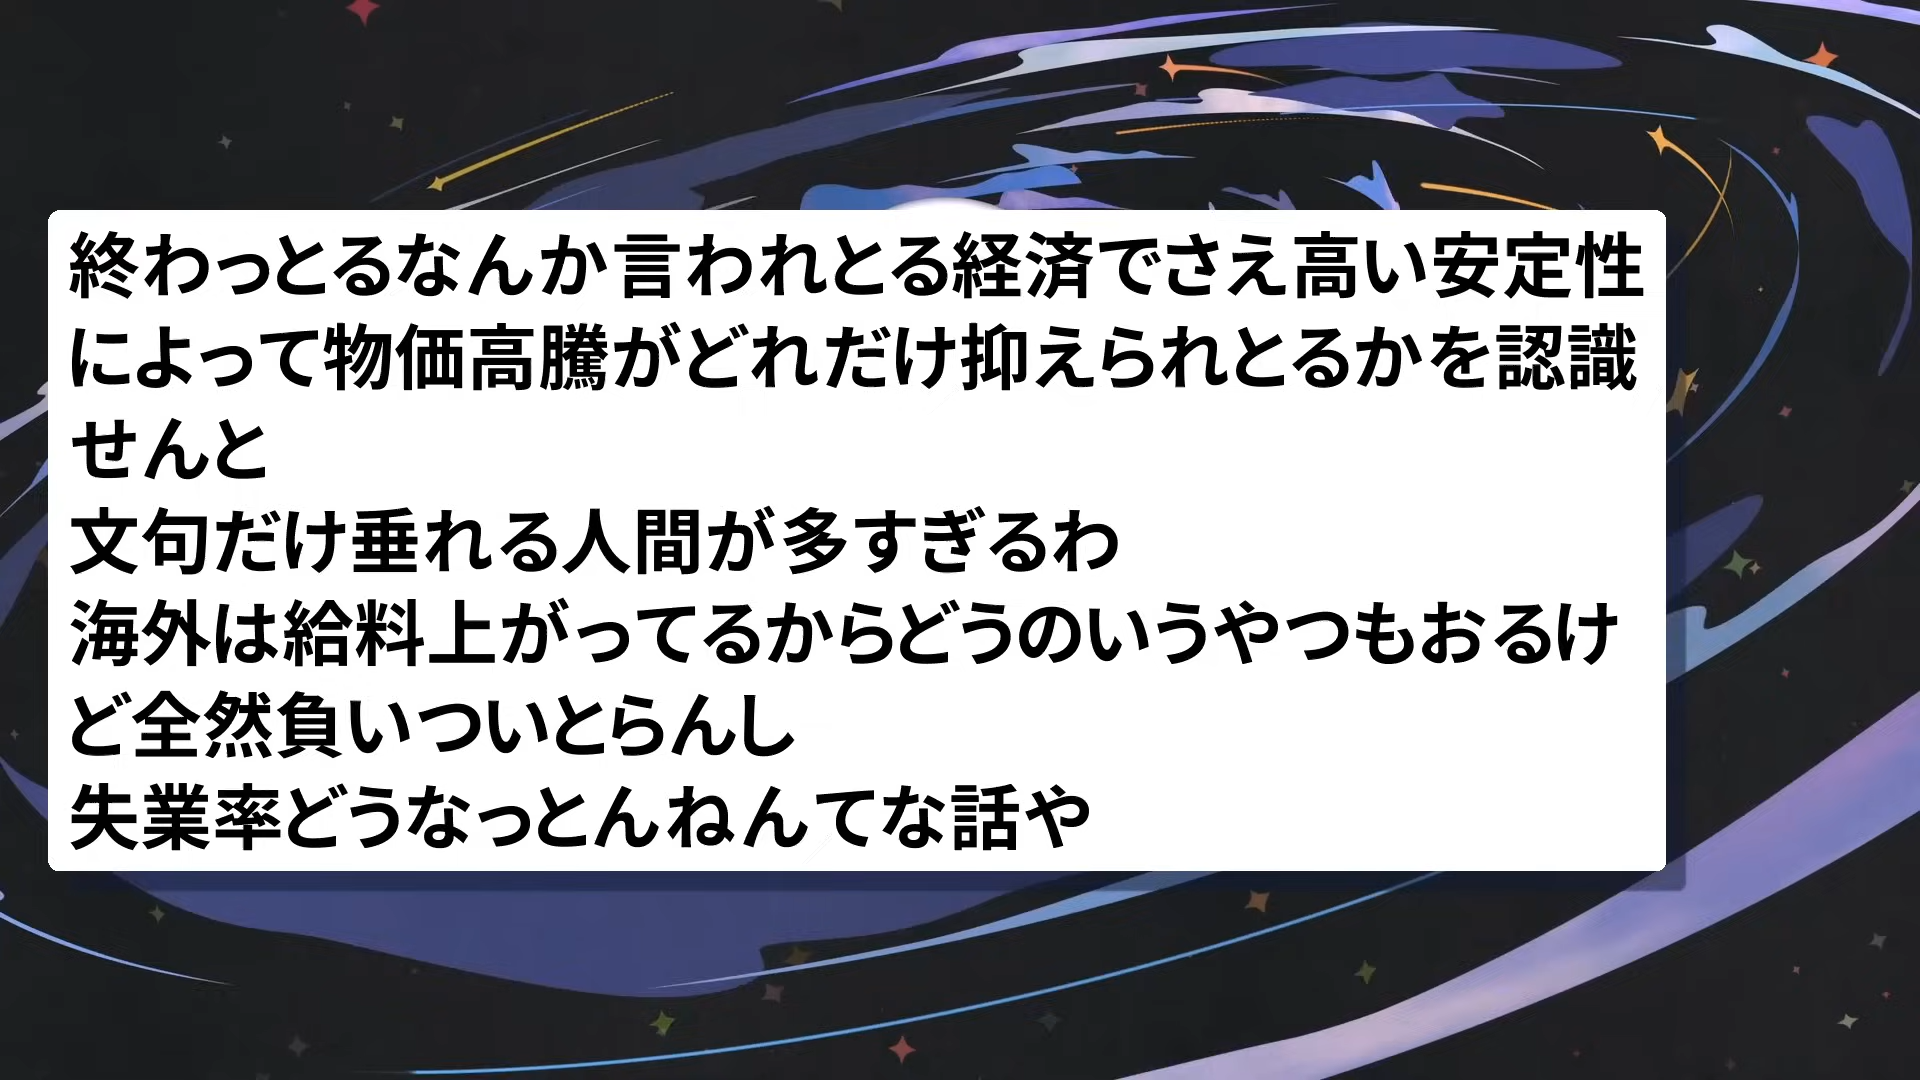 終わっとるなんか言われとる経済でさえ高い安定性
によって物価高騰がどれだけ抑えられとるかを認識
せんと
文句だけ垂れる人間が多すぎるわ
海外は給料上がってるからどうのいうやつもおるけ
ど全然負いついとらんし
失業率どうなっとんねんてな話や